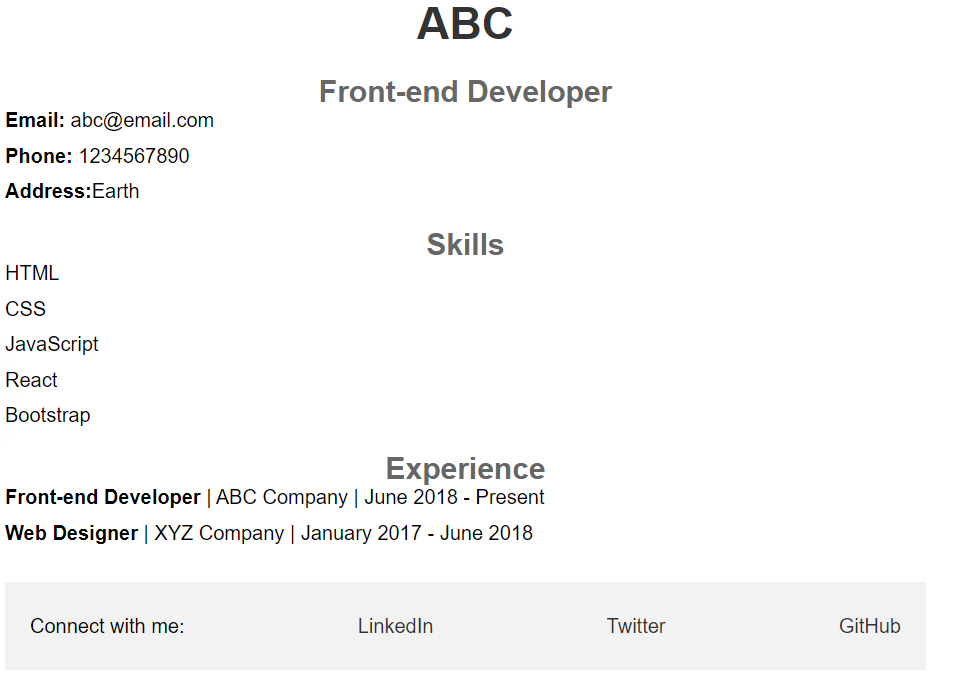 ABC
Front-end Developer
Email: abc@email.com
Phone: 1234567890
Address:Earth
Skills
HTML
CSS
JavaScript
React
Bootstrap
Experience
Front-end Developer | ABC Company | June 2018 - Present
Web Designer | XYZ Company | January 2017 - June 2018
Connect with me: LinkedIn Twitter GitHub